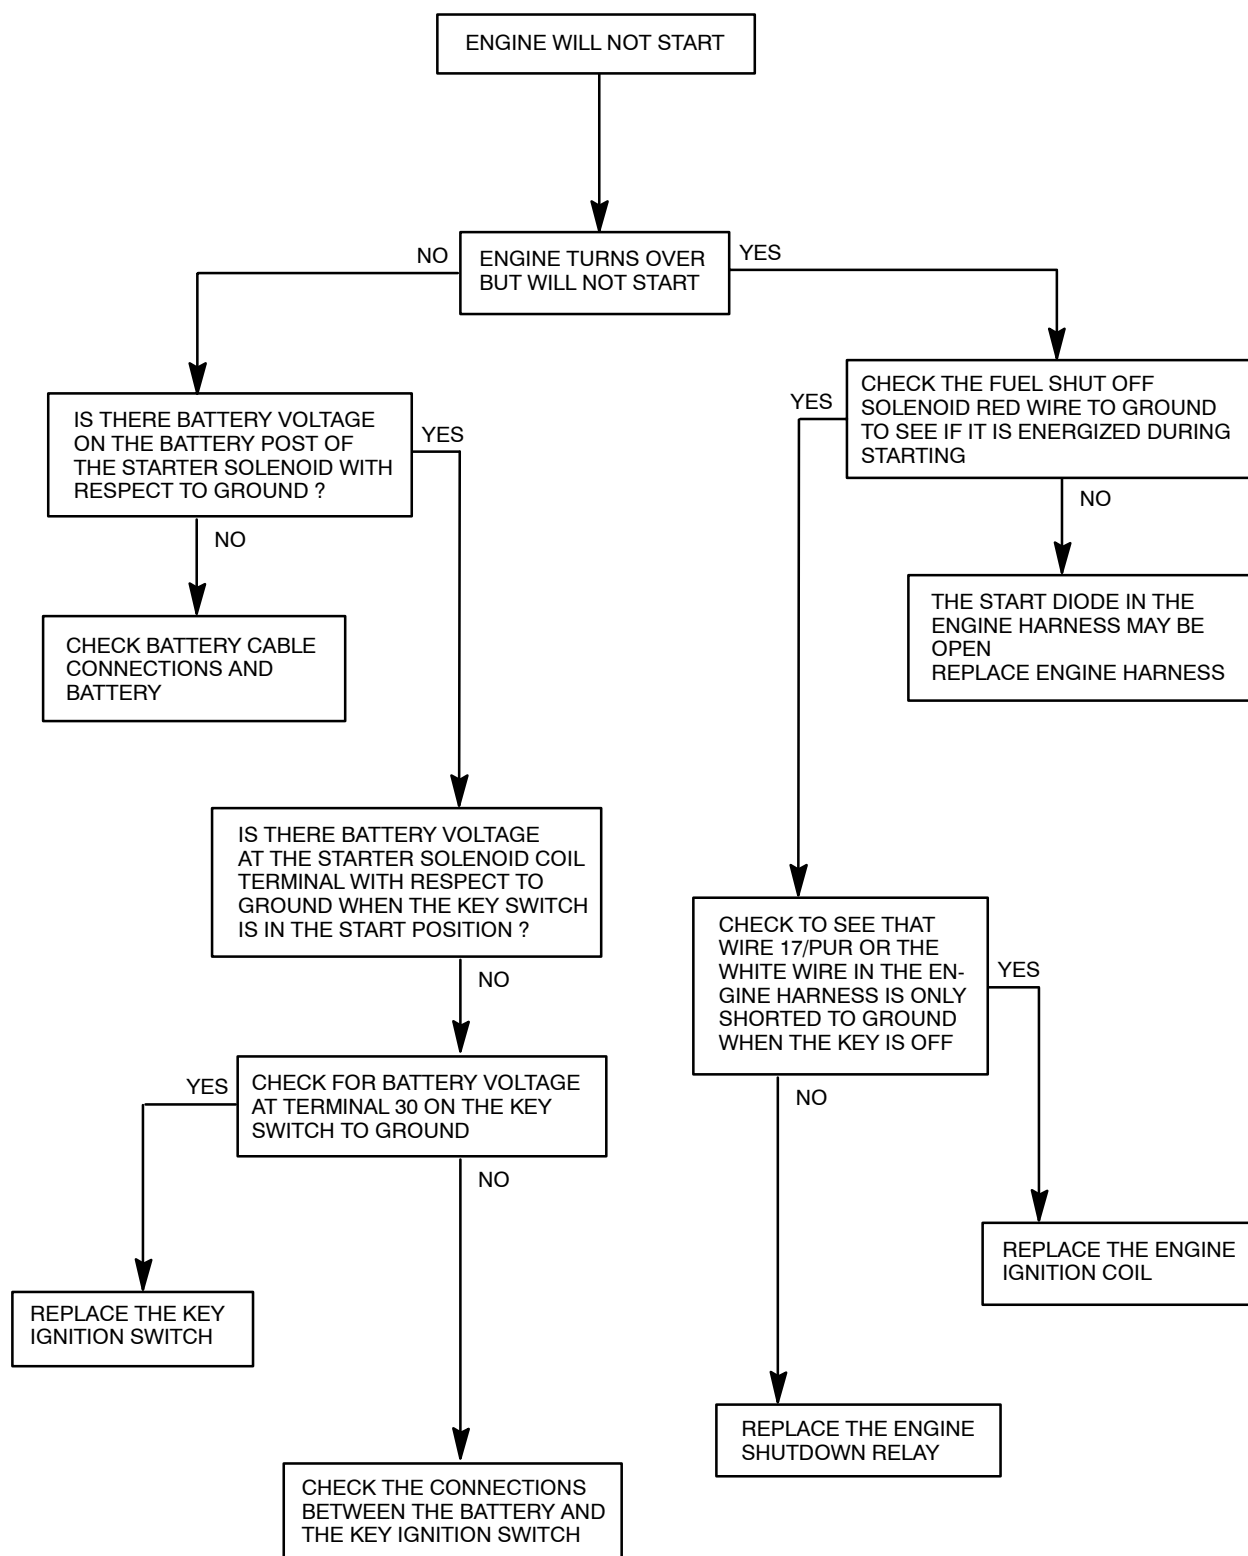 ENGINE WILL NOT START
NO
ENGINE TURNS OVER
BUT WILL NOT START
YES
IS THERE BATTERY VOLTAGE
ON THE BATTERY POST OF
THE STARTER SOLENOID WITH
RESPECT TO GROUND ?
YES
NO
CHECK BATTERY CABLE
CONNECTIONS AND
BATTERY
YES
CHECK THE FUEL SHUT OFF
SOLENOID RED WIRE TO GROUND
TO SEE IF IT IS ENERGIZED DURING
STARTING
NO
THE START DIODE IN THE
ENGINE HARNESS MAY BE
OPEN
REPLACE ENGINE HARNESS
IS THERE BATTERY VOLTAGE
AT THE STARTER SOLENOID COIL
TERMINAL WITH RESPECT TO
GROUND WHEN THE KEY SWITCH
IS IN THE START POSITION ?
NO
YES
CHECK FOR BATTERY VOLTAGE
AT TERMINAL 30 ON THE KEY
SWITCH TO GROUND
NO
REPLACE THE KEY
IGNITION SWITCH
CHECK THE CONNECTIONS
BETWEEN THE BATTERY AND
THE KEY IGNITION SWITCH
CHECK TO SEE THAT
WIRE 17/PUR OR THE
WHITE WIRE IN THE EN-
GINE HARNESS IS ONLY
SHORTED TO GROUND
WHEN THE KEY IS OFF
YES
NO
REPLACE THE ENGINE
IGNITION COIL
REPLACE THE ENGINE
SHUTDOWN RELAY